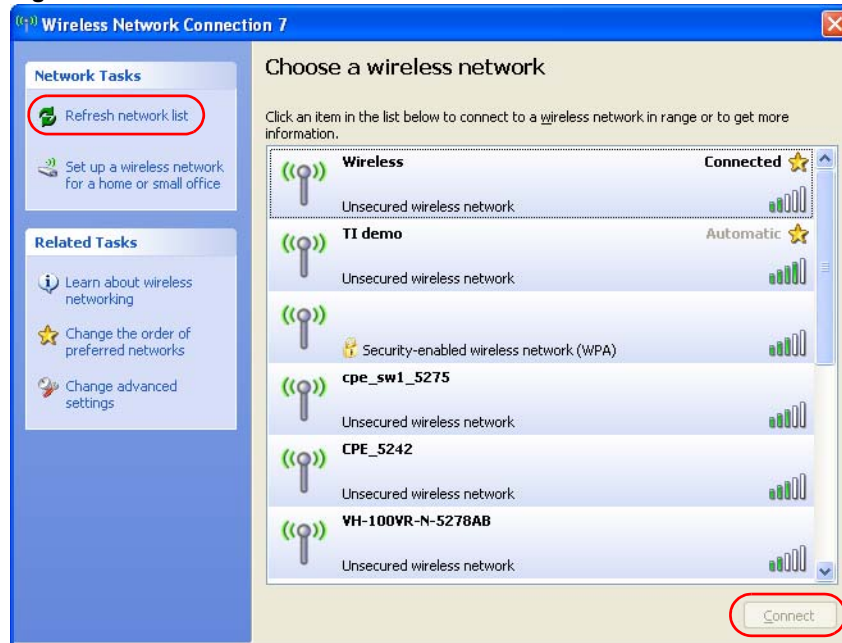 Wireless Network Connection 7
Network Tasks
Refresh network list
Set up a wireless network
for a home or small office
Related Tasks
Learn about wireless
networking
Change the order of
preferred networks
Change advanced
settings
Choose a wireless network
Click an item in the list below to connect to a wireless network in range or to get more
information.
Wireless
Connected
Unsecured wireless network
TI demo
Automatic
Unsecured wireless network
Security-enabled wireless network (WPA)
cpe_sw1_5275
Unsecured wireless network
CPE_5242
Unsecured wireless network
VH-100VR-N-5278AB
Unsecured wireless network
Connect